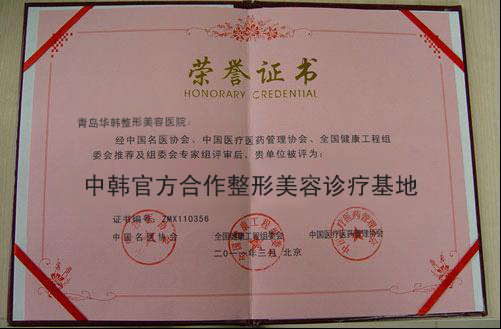 荣誉证书
HONORARY CREDENTIAL
青岛华韩整形美容医院:
经中国名医协会、中国医疗医药管理协会、全国健康工程组
委会推荐及组委会专家组评审后，贵单位被评为:
中韩官方合作整形美容诊疗基地
证书编号: ZMX110356
中国名医协会 全国健康工程组委会 中国医疗医药管理协会
二〇一一年三月 北京